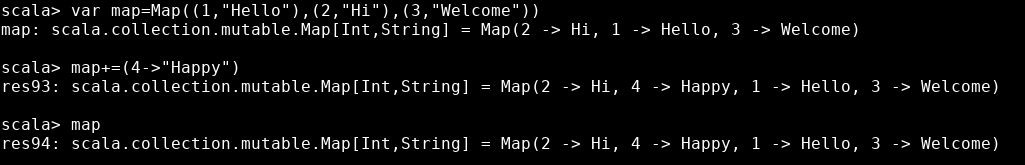 scala> var map=Map((1,"Hello"),(2,"Hi"),(3,"Welcome"))
map: scala.collection.mutable.Map[Int,String] = Map(2 -> Hi, 1 -> Hello, 3 -> Welcome)
scala> map+=(4->"Happy")
res93: scala.collection.mutable.Map[Int,String] = Map(2 -> Hi, 4 -> Happy, 1 -> Hello, 3 -> Welcome)
scala> map
res94: scala.collection.mutable.Map[Int,String] = Map(2 -> Hi, 4 -> Happy, 1 -> Hello, 3 -> Welcome)